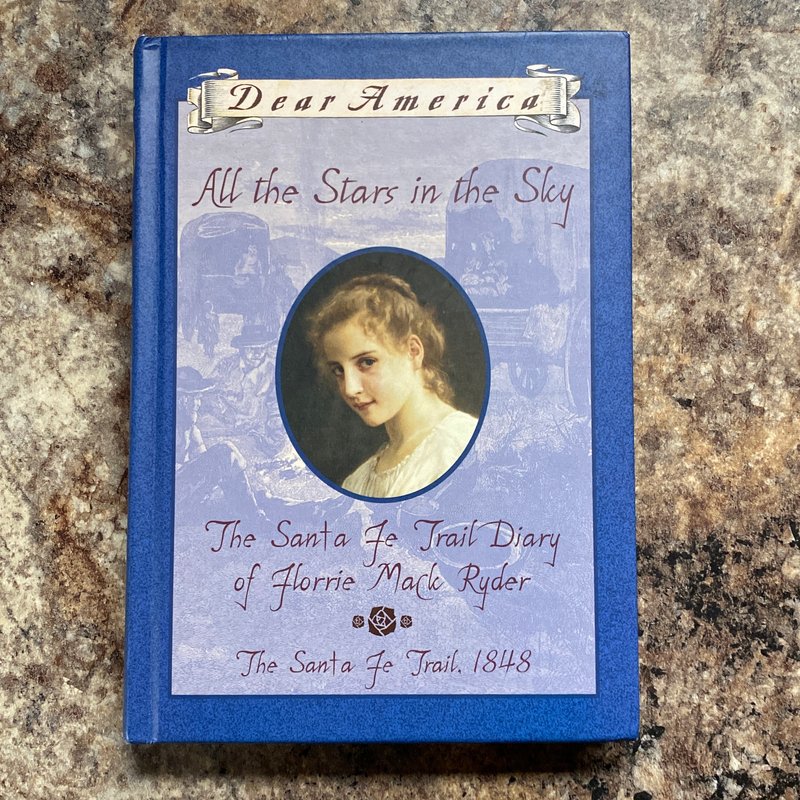 Dear America
All the Stars in the Sky
The Santa Fe Trail Diary
of Florrie Mack Ryder
The Santa Fe Trail, 1848